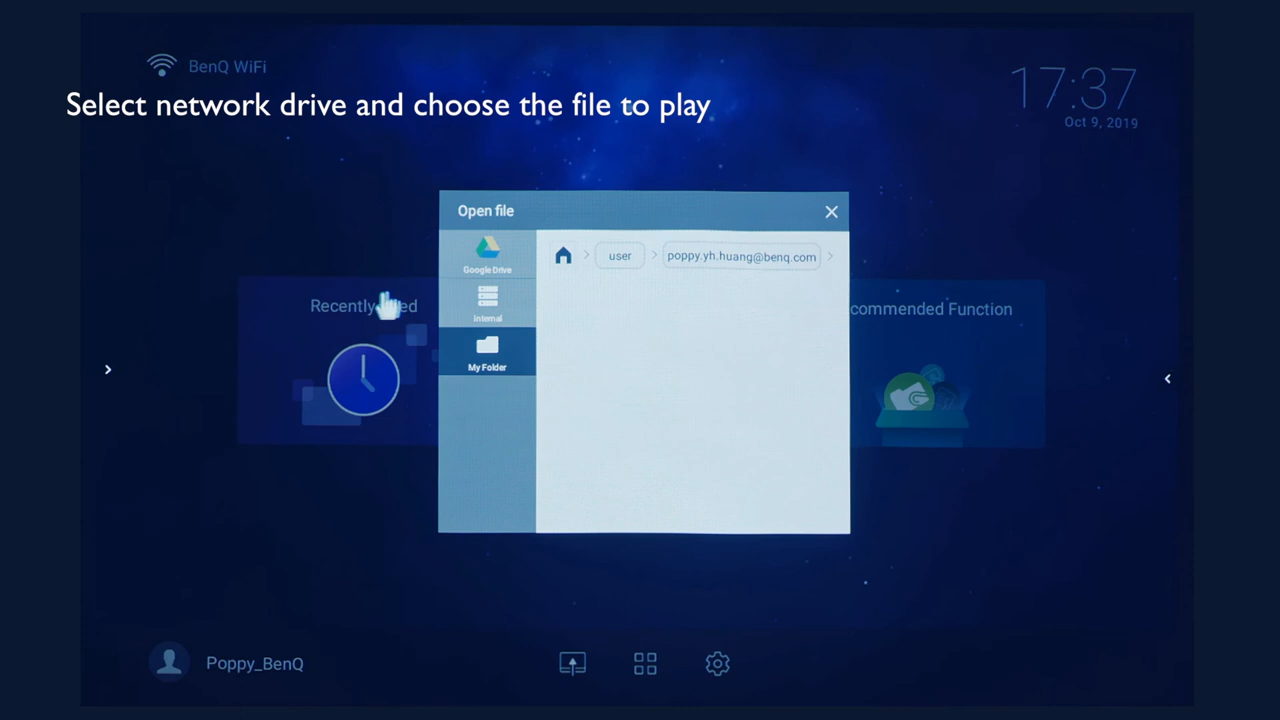 BenQ WiFi
Select network drive and choose the file to play
17:37
Oct 9, 2019
Open file
Google Drive
Internal
My Folder
user
poppy.yh.huang@benq.com
Recently
ed
commended Function
Poppy_BenQ